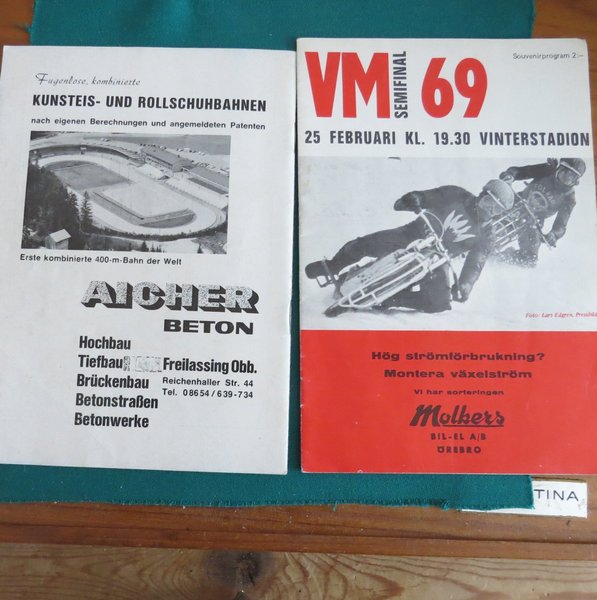 Fugenlose, kombinierte
KUNSTEIS- UND ROLLSCHUHBAHNEN
nach eigenen Berechnungen und angemeldeten Patenten
Erste kombinierte 400-m-Bahn der Welt
AICHER
BETON
Hochbau
Tiefbau Freilassing Obb.
Brückenbau Reichenhaller Str. 44
Betonstraßen Tel. 08654/639-734
Betonwerke
Souvenirprogram 2:-
VM SEMIFINAL 69
25 FEBRUARI KL. 19.30 VINTERSTADION
Foto: Lars Edgren, Pressbild
Hög strömförbrukning?
Montera växelström
Vi har sorteringen
Molkers
BIL-EL A/B
ÖREBRO
TINA